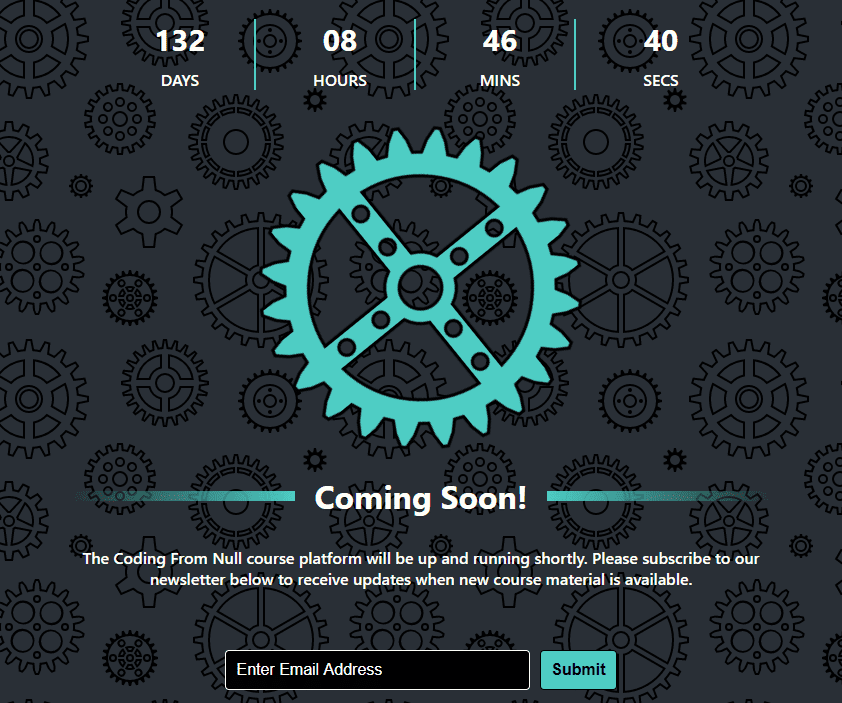 132 08 46 40
DAYS HOURS MINS SECS
Coming Soon!
The Coding From Null course platform will be up and running shortly. Please subscribe to our
newsletter below to receive updates when new course material is available.
Enter Email Address Submit